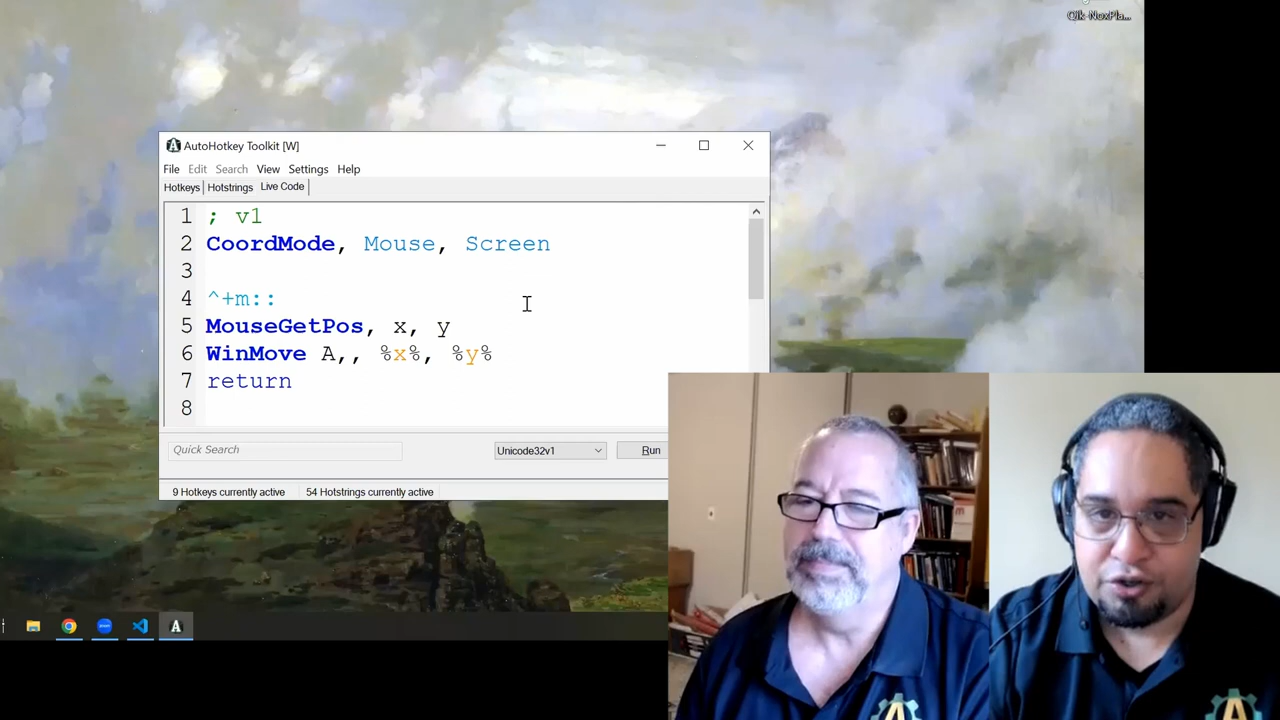 AutoHotkey Toolkit [W]
File Edit Search View Settings Help
Hotkeys Hotstrings Live Code
1 ; v1
2 CoordMode, Mouse, Screen
3
4 ^+m::
5 MouseGetPos, x, y
6 WinMove A,, %x%, %y%
7 return
8
Quick Search
Unicode32v1
Run
9 Hotkeys currently active
54 Hotstrings currently active
zoom
A
A